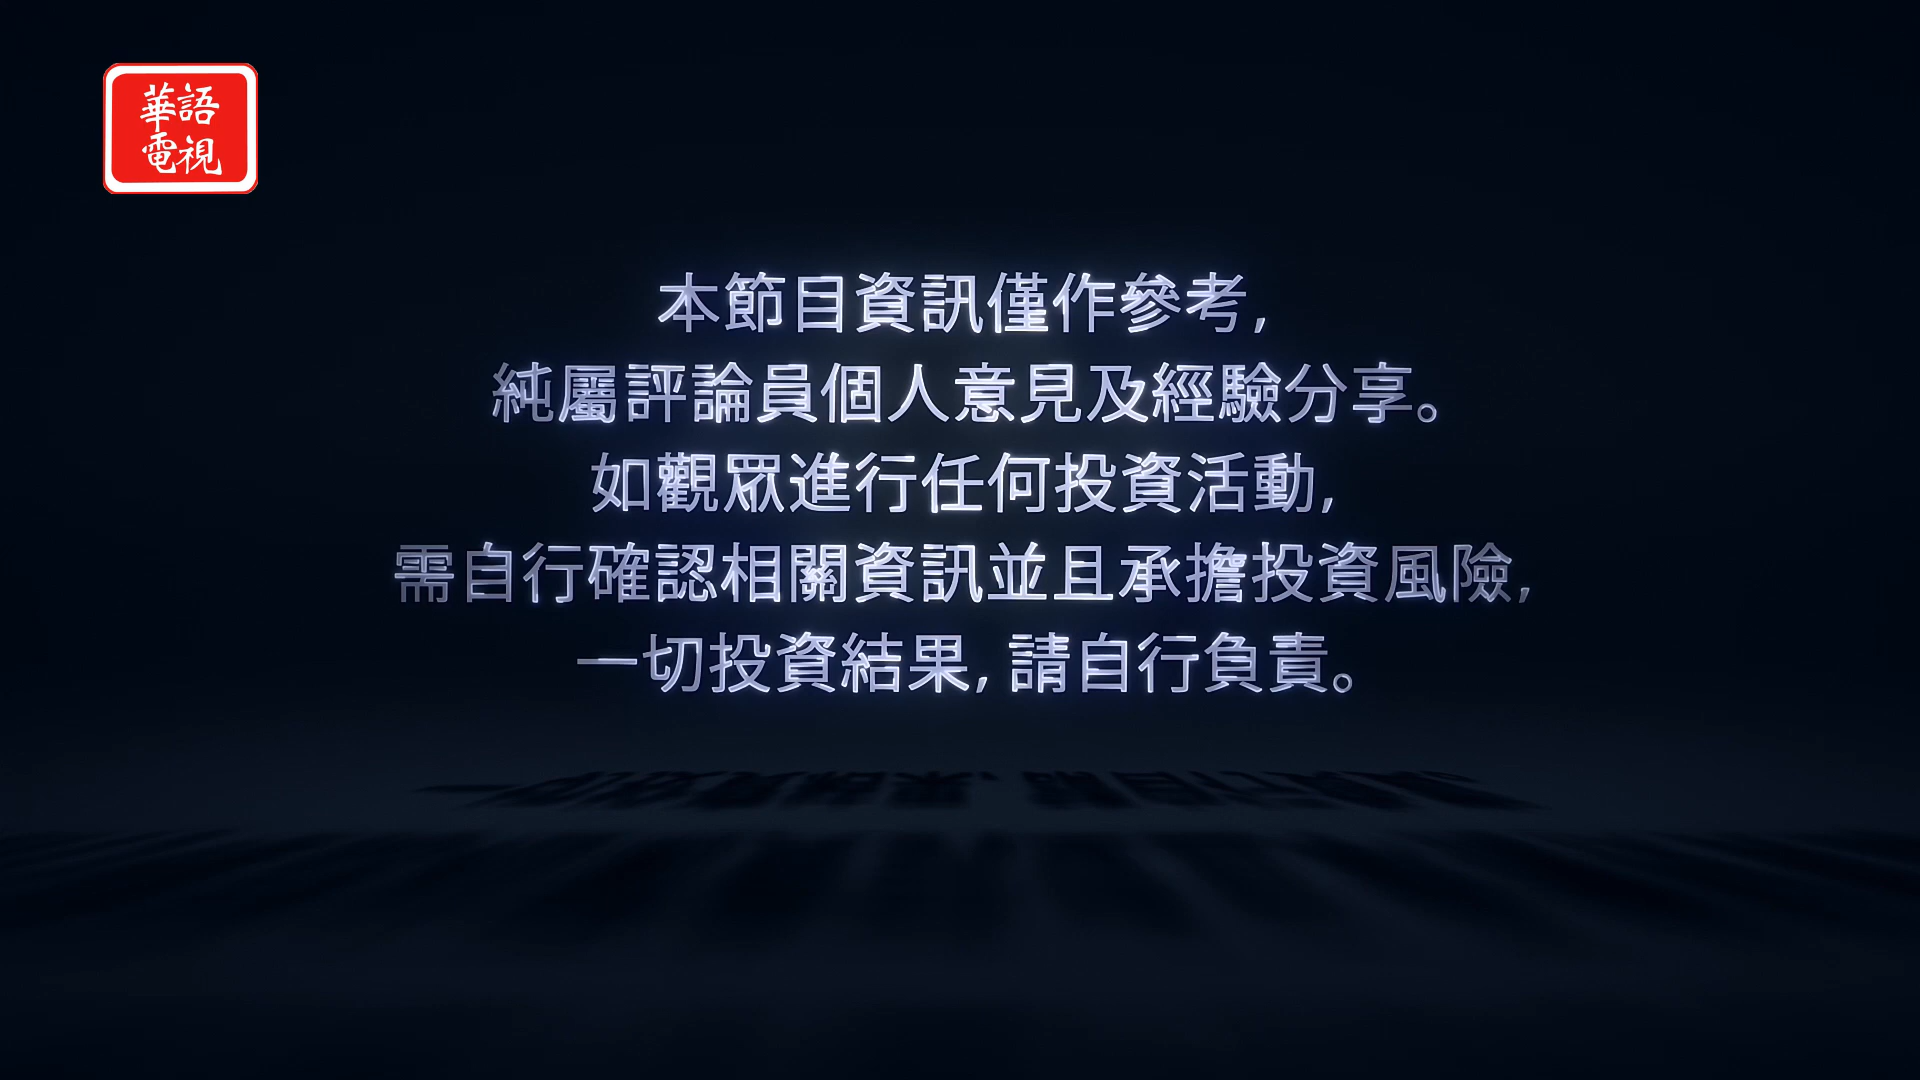 華語
電視
本節目資訊僅作參考,
純屬評論員個人意見及經驗分享。
如觀眾進行任何投資活動,
需自行確認相關資訊並且承擔投資風險,
一切投資結果, 請自行負責。